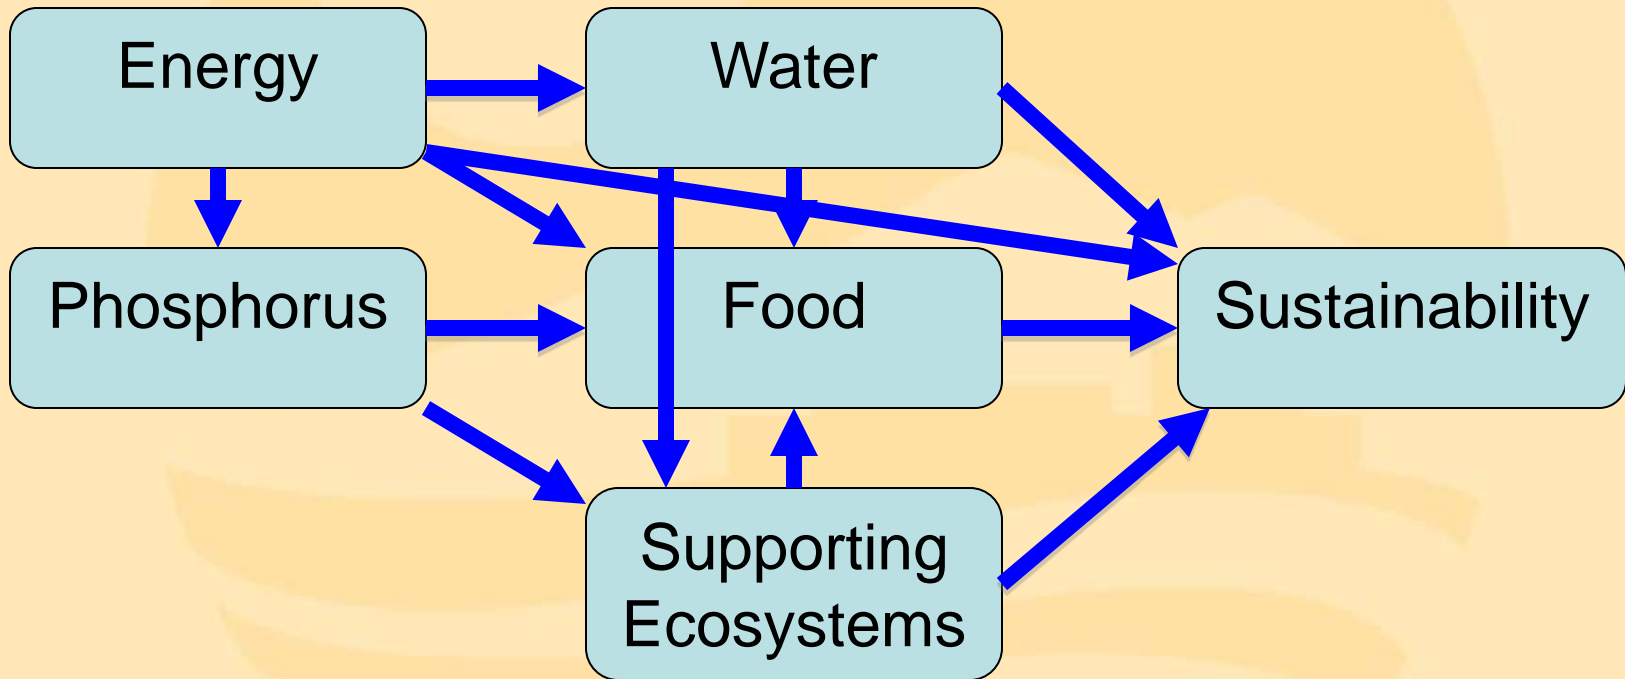 Energy
Water
Phosphorus
Food
Sustainability
Supporting
Ecosystems